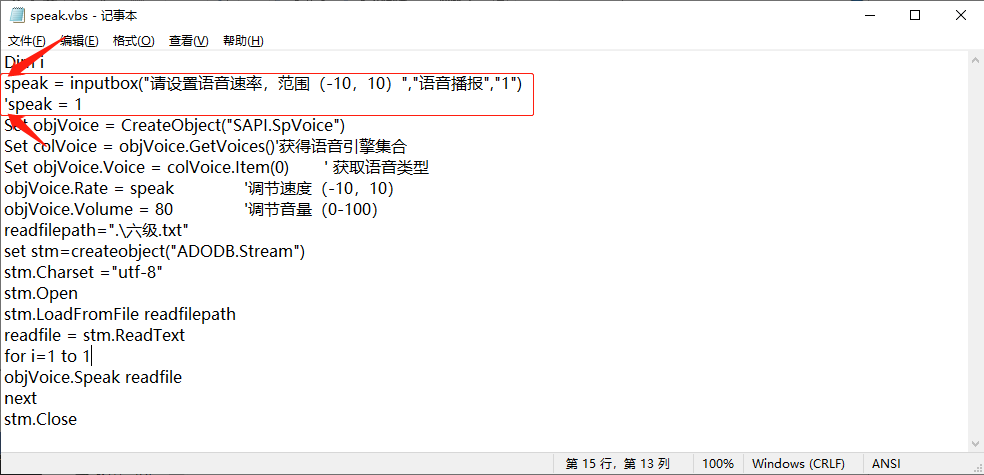 speak.vbs - 记事本
文件(F) 编辑(E) 格式(O) 查看(V) 帮助(H)
Dim i
speak = inputbox("请设置语音速率，范围（-10，10）","语音播报","1")
'speak = 1
Set objVoice = CreateObject("SAPI.SpVoice")
Set colVoice = objVoice.GetVoices()'获得语音引擎集合
Set objVoice.Voice = colVoice.Item(0) ' 获取语音类型
objVoice.Rate = speak '调节速度（-10，10）
objVoice.Volume = 80 '调节音量（0-100）
readfilepath=".\六级.txt"
set stm=createobject("ADODB.Stream")
stm.Charset ="utf-8"
stm.Open
stm.LoadFromFile readfilepath
readfile = stm.ReadText
for i=1 to 1
objVoice.Speak readfile
next
stm.Close
第 15 行，第 13 列 100% Windows (CRLF) ANSI